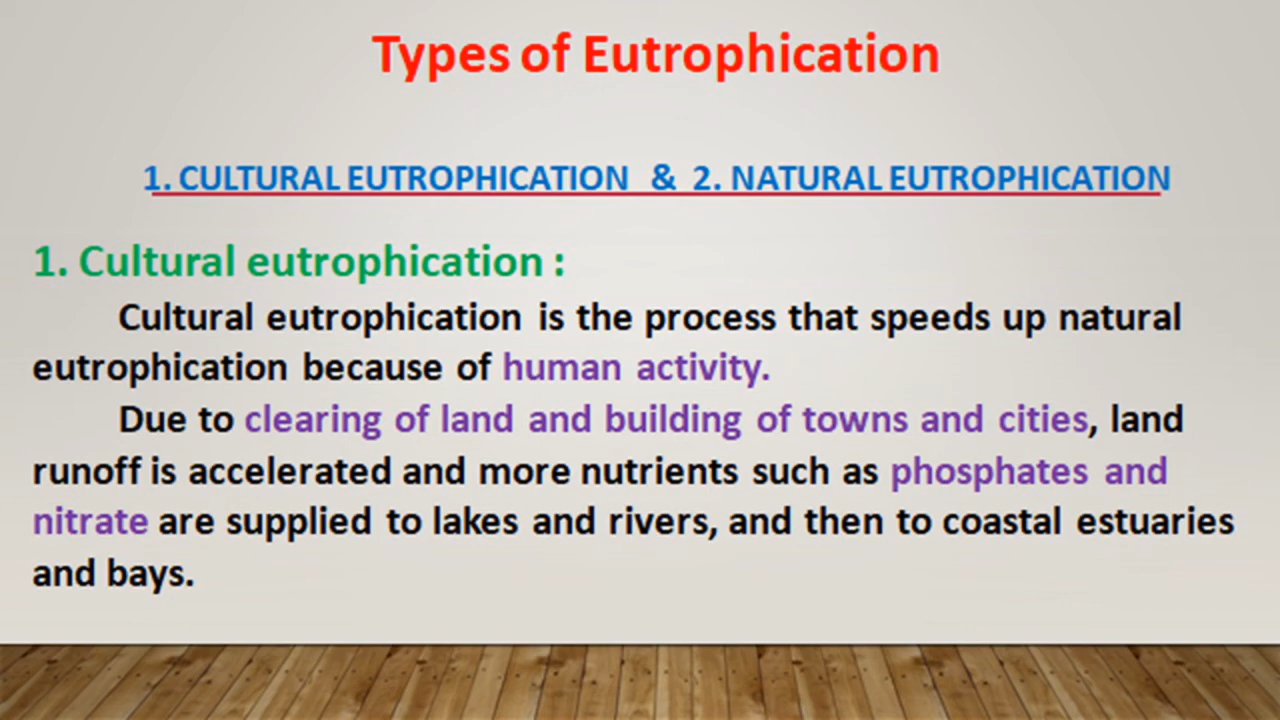 Types of Eutrophication
1. CULTURAL EUTROPHICATION & 2. NATURAL EUTROPHICATION
1. Cultural eutrophication :
Cultural eutrophication is the process that speeds up natural
eutrophication because of human activity.
Due to clearing of land and building of towns and cities, land
runoff is accelerated and more nutrients such as phosphates and
nitrate are supplied to lakes and rivers, and then to coastal estuaries
and bays.